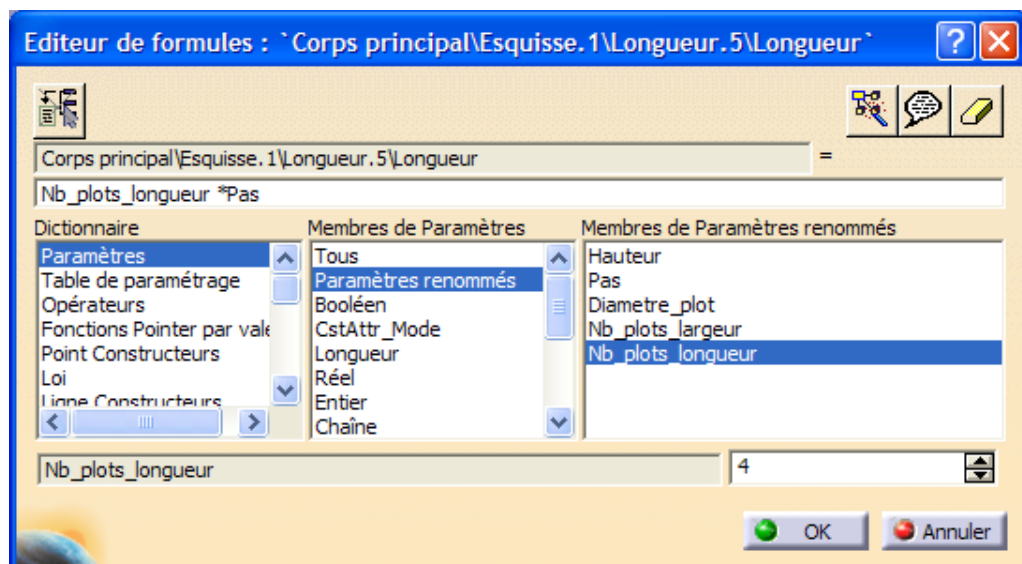 Editeur de formules : `Corps principal\Esquisse.1\Longueur.5\Longueur`
Corps principal\Esquisse.1\Longueur.5\Longueur =
Nb_plots_longueur *Pas
Dictionnaire
Paramètres
Table de paramétrage
Opérateurs
Fonctions Pointer par vale
Point Constructeurs
Loi
Ligne Constructeurs
Membres de Paramètres
Tous
Paramètres renommés
Booléen
CstAttr_Mode
Longueur
Réel
Entier
Chaîne
Membres de Paramètres renommés
Hauteur
Pas
Diametre_plot
Nb_plots_largeur
Nb_plots_longueur
Nb_plots_longueur 4
OK Annuler